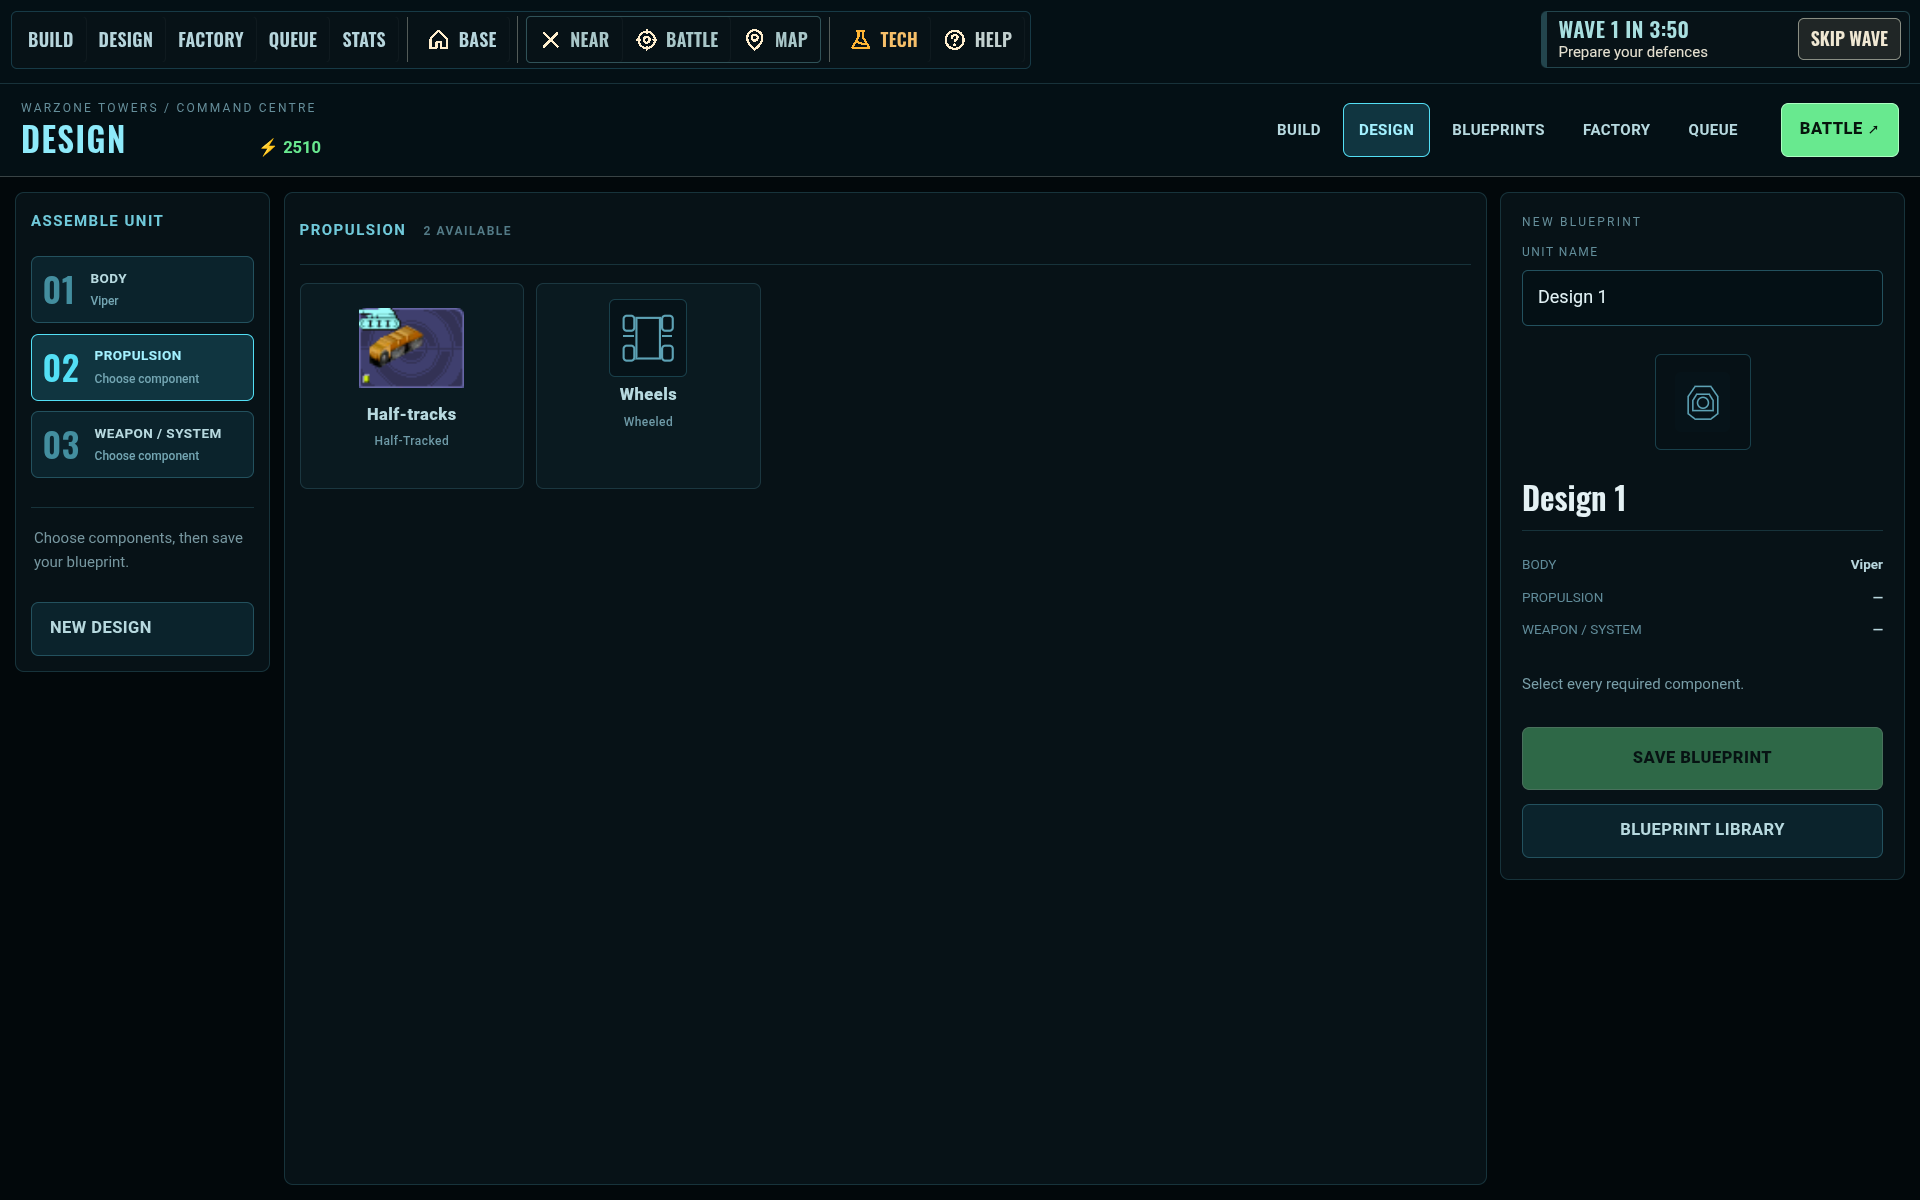 BUILD DESIGN FACTORY QUEUE STATS BASE NEAR BATTLE MAP TECH HELP
WAVE 1 IN 3:50
Prepare your defences
SKIP WAVE
WARZONE TOWERS / COMMAND CENTRE
DESIGN
⚡ 2510
BUILD DESIGN BLUEPRINTS FACTORY QUEUE BATTLE ↗
ASSEMBLE UNIT
01 BODY
Viper
02 PROPULSION
Choose component
03 WEAPON / SYSTEM
Choose component
Choose components, then save
your blueprint.
NEW DESIGN
PROPULSION 2 AVAILABLE
Half-tracks
Half-Tracked
Wheels
Wheeled
NEW BLUEPRINT
UNIT NAME
Design 1
Design 1
BODY Viper
PROPULSION —
WEAPON / SYSTEM —
Select every required component.
SAVE BLUEPRINT
BLUEPRINT LIBRARY